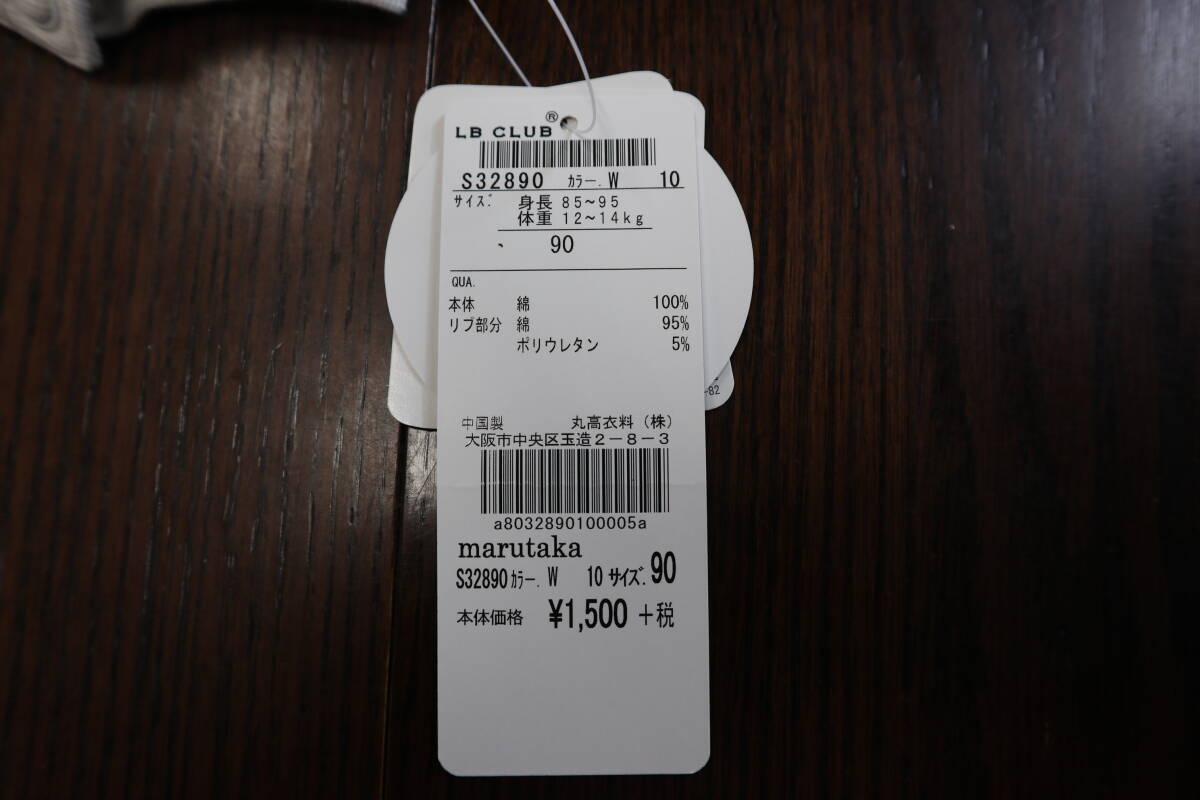 LB CLUB®
S32890 カラー. W 10
サイズ. 身長 85~95
体重 12~14kg
90
QUA.
本体 綿 100%
リブ部分 綿 95%
ポリウレタン 5%
-82
中国製 丸高衣料(株)
大阪市中央区玉造2-8-3
a8032890100005a
marutaka
S32890 カラー. W 10 サイズ. 90
本体価格 ¥1,500 +税